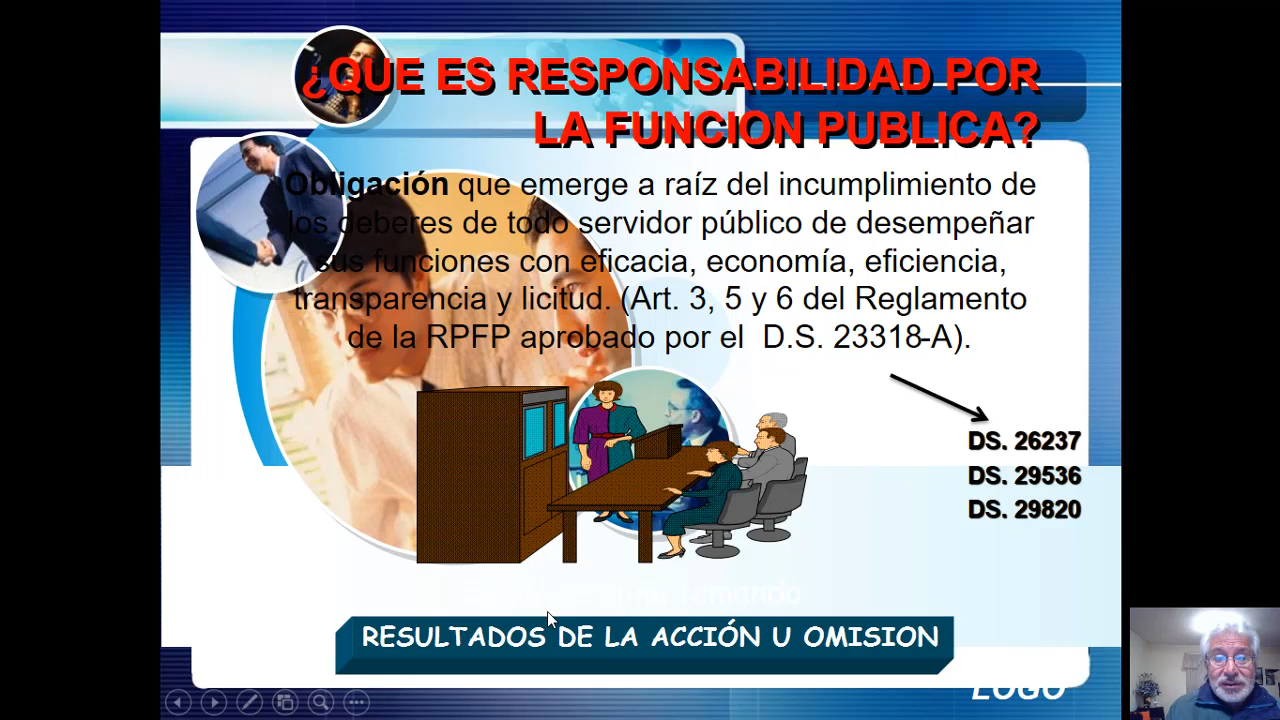 ¿QUE ES RESPONSABILIDAD POR
LA FUNCION PUBLICA?
Obligación que emerge a raíz del incumplimiento de
los deberes de todo servidor público de desempeñar
sus funciones con eficacia, economía, eficiencia,
transparencia y licitud. (Art. 3, 5 y 6 del Reglamento
de la RPFP aprobado por el D.S. 23318-A).
DS. 26237
DS. 29536
DS. 29820
tomando
RESULTADOS DE LA ACCIÓN U OMISION
LOGO